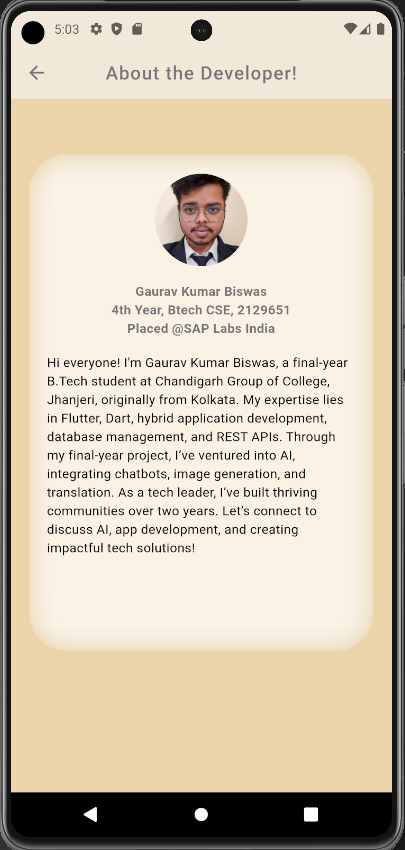 5:03
About the Developer!
Gaurav Kumar Biswas
4th Year, Btech CSE, 2129651
Placed @SAP Labs India
Hi everyone! I'm Gaurav Kumar Biswas, a final-year
B.Tech student at Chandigarh Group of College,
Jhanjeri, originally from Kolkata. My expertise lies
in Flutter, Dart, hybrid application development,
database management, and REST APIs. Through
my final-year project, I’ve ventured into AI,
integrating chatbots, image generation, and
translation. As a tech leader, I’ve built thriving
communities over two years. Let’s connect to
discuss AI, app development, and creating
impactful tech solutions!